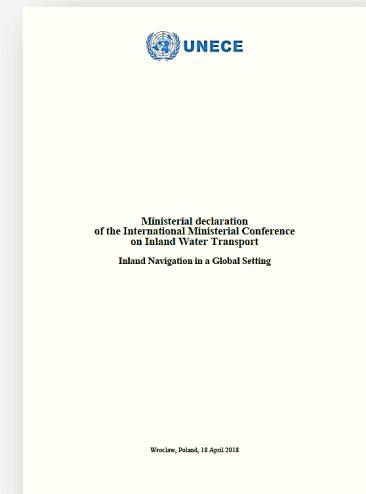 UNECE
Ministerial declaration
of the International Ministerial Conference
on Inland Water Transport
Inland Navigation in a Global Setting
Wroclaw, Poland, 18 April 2018